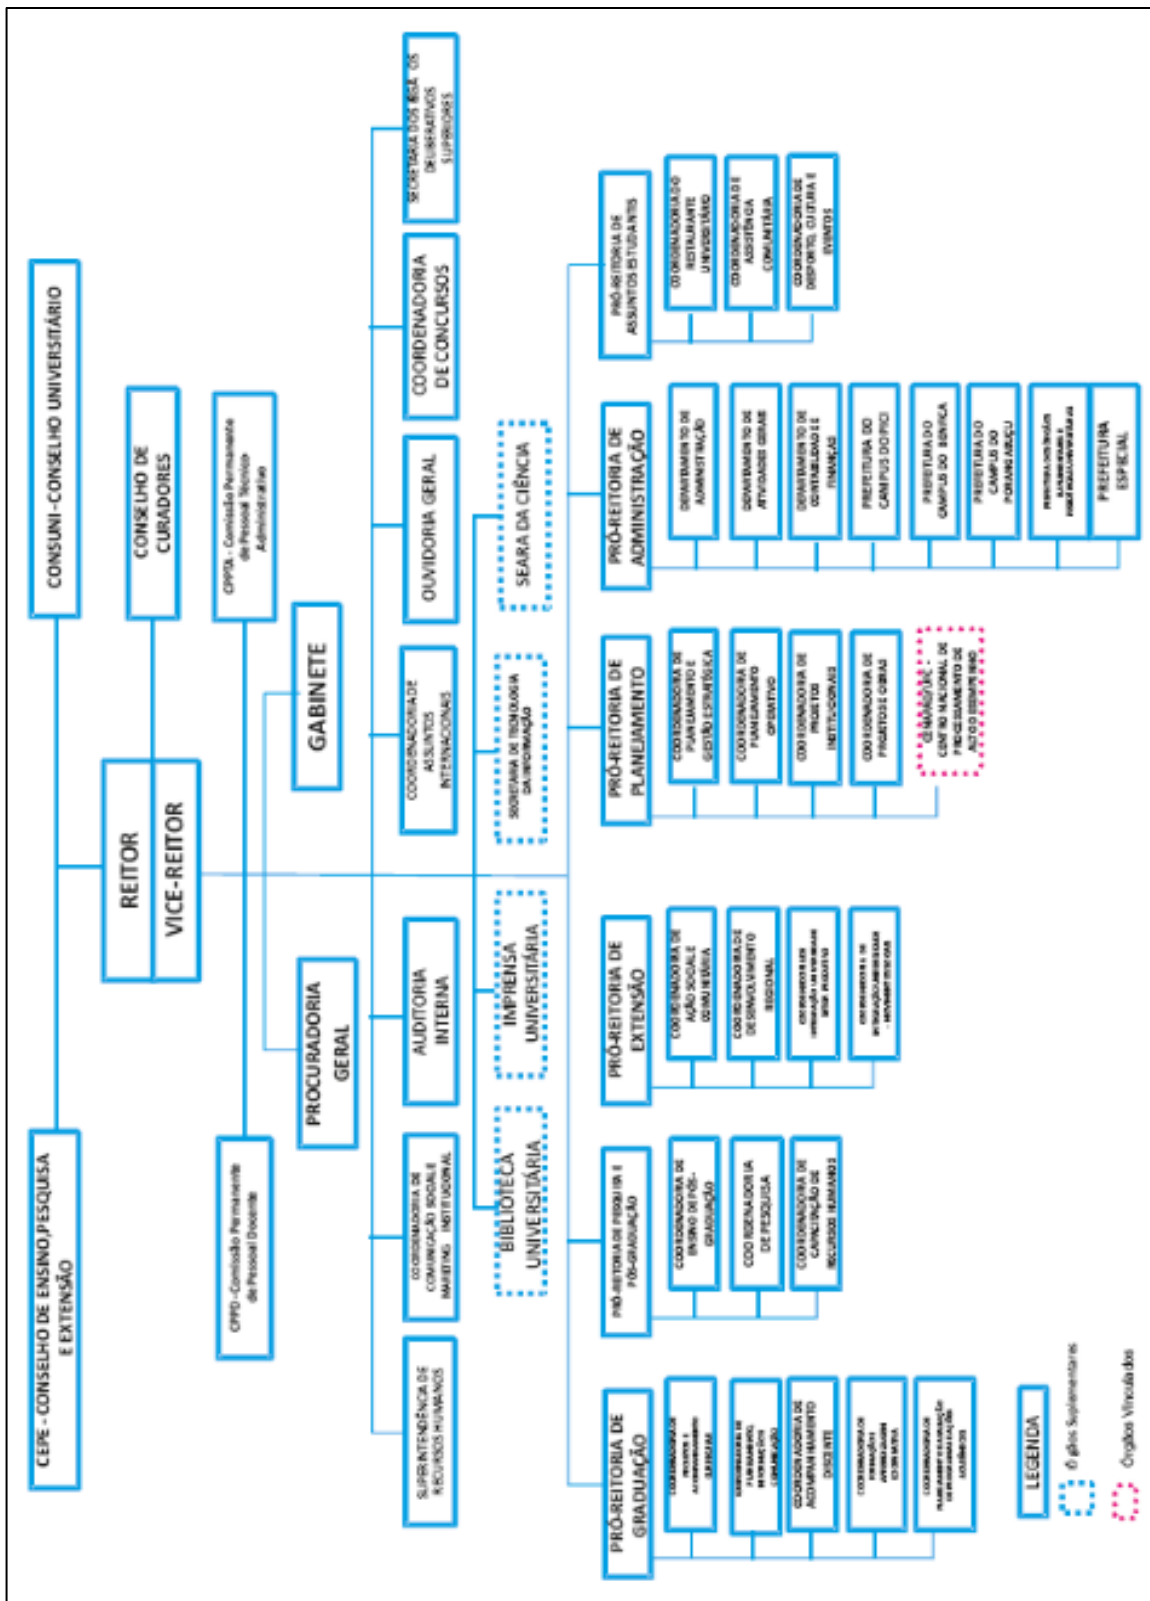 CEPE - CONSELHO DE ENSINO,PESQUISA
E EXTENSÃO
CONSUNI-CONSELHO UNIVERSITÁRIO
REITOR
VICE-REITOR
CONSELHO DE
CURADORES
CPPD -Comissão Permanente
de Pessoal Docente
CPPTA - Comissão Permanente
de Pessoal Técnico-
Administrativo
PROCURADORIA
GERAL
GABINETE
SUPERINTENDÊNCIA DE
RECURSOS HUMANOS
COORDENADORIA DE
COMUNICAÇÃO SOCIAL E
MARKETING INSTITUCIONAL
AUDITORIA
INTERNA
COORDENADORIA DE
ASSUNTOS
INTERNACIONAIS
OUVIDORIA GERAL
COORDENADORIA
DE CONCURSOS
SECRETARIA DOS
DELIBERATIVOS
SUPERIORES
BIBLIOTECA
UNIVERSITÁRIA
IMPRENSA
UNIVERSITÁRIA
SECRETARIA DE TECNOLOGIA
DA INFORMAÇÃO
SEARA DA CIÊNCIA
PRÓ-REITORIA DE
GRADUAÇÃO
COORDENADORIA DE
ACOMPANHAMENTO
DISCENTE
PRÓ-REITORIA DE PESQUISA E
PÓS-GRADUAÇÃO
COORDENADORIA DE
ENSINO DE PÓS-
GRADUAÇÃO
COORDENADORIA
DE PESQUISA
COORDENADORIA DE
CAPACITAÇÃO DE
RECURSOS HUMANOS
PRÓ-REITORIA DE
EXTENSÃO
COORDENADORIA DE
AÇÃO SOCIAL E
COMUNITÁRIA
COORDENADORIA DE
DESENVOLVIMENTO
REGIONAL
PRÓ-REITORIA DE
PLANEJAMENTO
COORDENADORIA DE
PLANEJAMENTO E
GESTÃO ESTRATÉGICA
COORDENADORIA DE
PLANEJAMENTO
OPERATIVO
COORDENADORIA DE
PROJETOS
INSTITUCIONAIS
COORDENADORIA DE
PROJETOS E OBRAS
CENAPAD/UFC -
CENTRO NACIONAL DE
PROCESSAMENTO DE
ALTO DESEMPENHO
PRÓ-REITORIA DE
ADMINISTRAÇÃO
DEPARTAMENTO DE
ADMINISTRAÇÃO
DEPARTAMENTO DE
ATIVIDADES GERAIS
DEPARTAMENTO DE
CONTABILIDADE E
FINANÇAS
PREFEITURA DO
CAMPUS DO PICI
PREFEITURA DO
CAMPUS DO BENFICA
PREFEITURA DO
CAMPUS DO
PORANGABUÇU
PREFEITURA
ESPECIAL
PRÓ-REITORIA DE
ASSUNTOS ESTUDANTIS
COORDENADORIA DO
RESTAURANTE
UNIVERSITÁRIO
COORDENADORIA DE
ASSISTÊNCIA
COMUNITÁRIA
COORDENADORIA DE
DESPORTO, CULTURA E
EVENTOS
LEGENDA
Órgãos Suplementares
Órgãos Vinculados